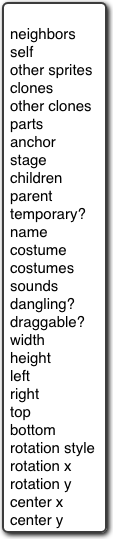 neighbors
self
other sprites
clones
other clones
parts
anchor
stage
children
parent
temporary?
name
costume
costumes
sounds
dangling?
draggable?
width
height
left
right
top
bottom
rotation style
rotation x
rotation y
center x
center y